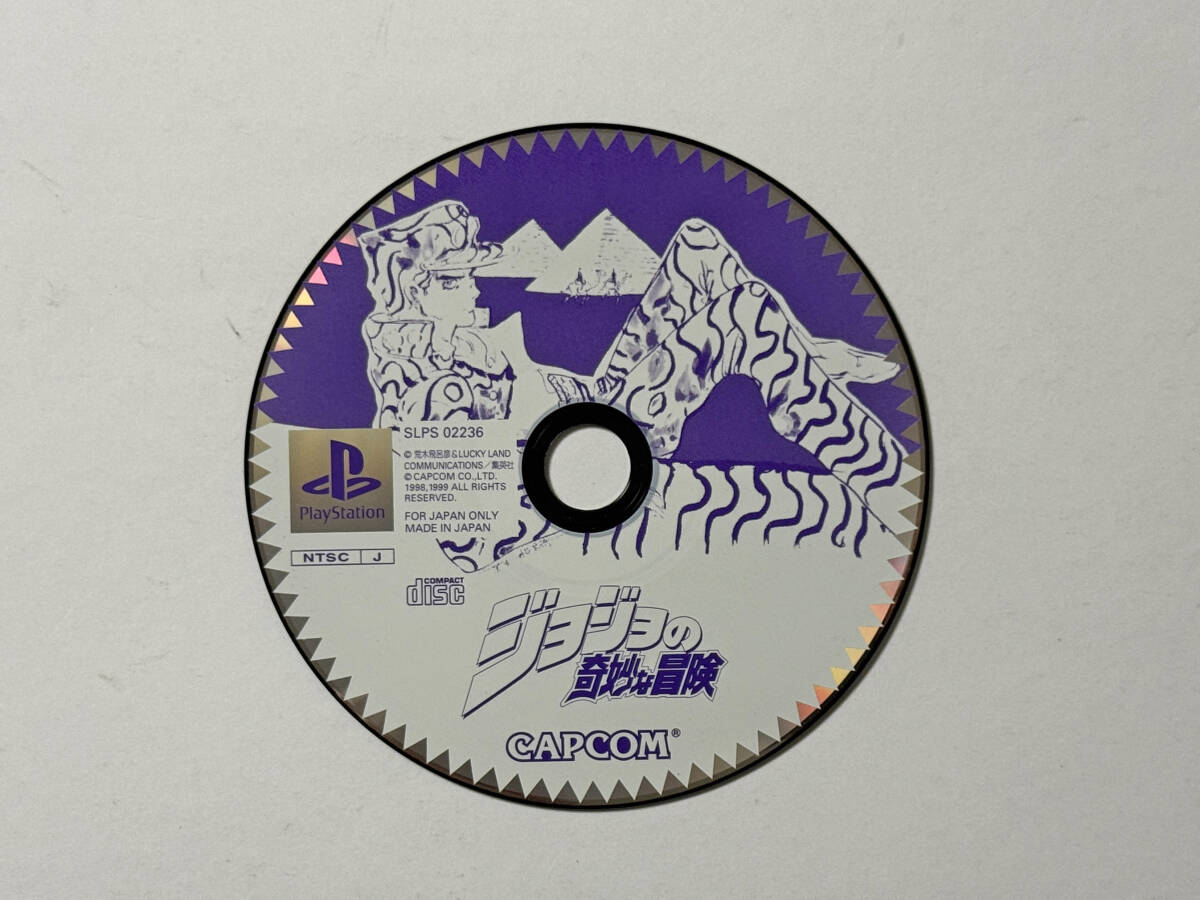 SLPS 02236
© 荒木飛呂彦&LUCKY LAND
COMMUNICATIONS／集英社
© CAPCOM CO.,LTD.
1998,1999 ALL RIGHTS
RESERVED.
FOR JAPAN ONLY
MADE IN JAPAN
PlayStation
NTSC J
COMPACT
disc
ジョジョの
奇妙な冒険
CAPCOM®